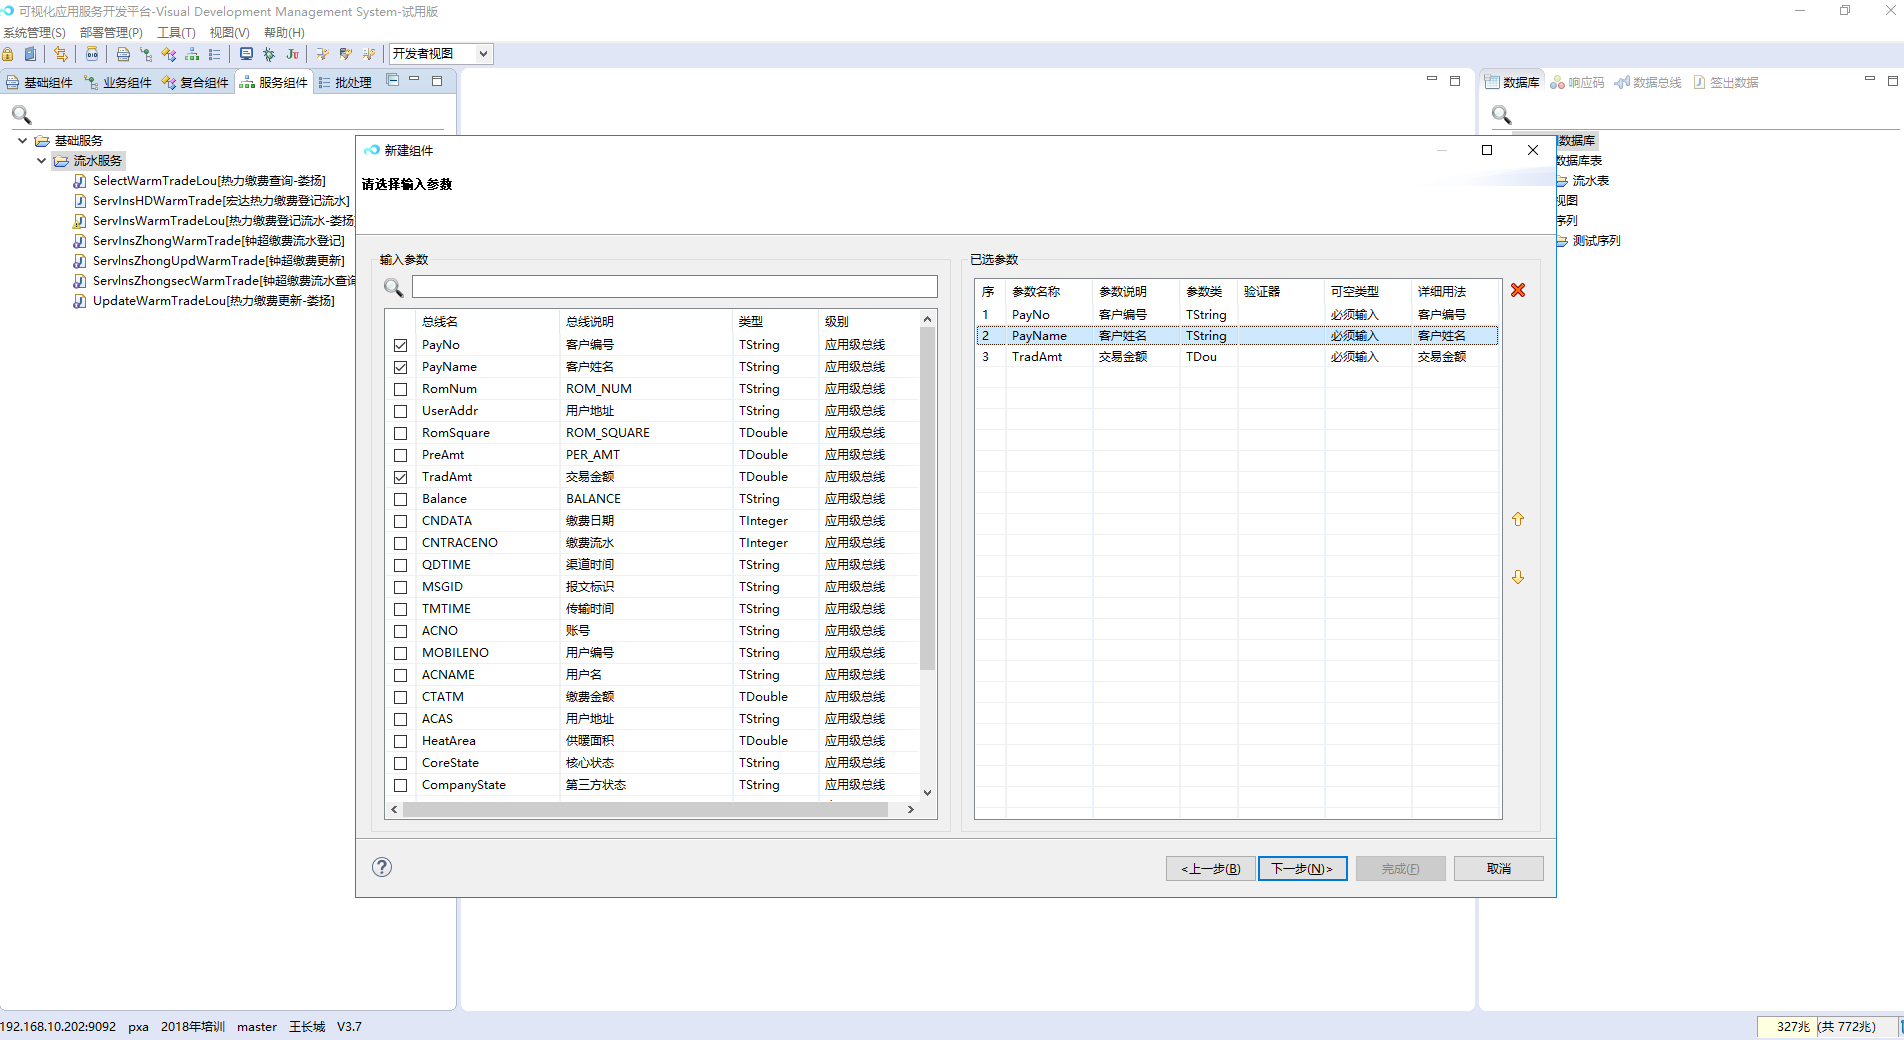 可视化应用服务开发平台-Visual Development Management System-试用版
系统管理(S) 部署管理(P) 工具(T) 视图(V) 帮助(H)
开发者视图
基础组件 业务组件 复合组件 服务组件 批处理
数据库 响应码 数据总线 签出数据
基础服务
流水服务
SelectWarmTradeLou[热力缴费查询-娄扬]
ServInsHDWarmTrade[宏达热力缴费登记流水]
ServInsWarmTradeLou[热力缴费登记流水-娄扬
ServInsZhongWarmTrade[钟超缴费流水登记]
ServInsZhongUpdWarmTrade[钟超缴费更新]
ServInsZhongsecWarmTrade[钟超缴费流水查询
UpdateWarmTradeLou[热力缴费更新-娄扬]
数据库
数据库表
流水表
视图
序列
测试序列
新建组件
请选择输入参数
输入参数
总线名 总线说明 类型 级别
PayNo 客户编号 TString 应用级总线
PayName 客户姓名 TString 应用级总线
RomNum ROM_NUM TString 应用级总线
UserAddr 用户地址 TString 应用级总线
RomSquare ROM_SQUARE TDouble 应用级总线
PreAmt PER_AMT TDouble 应用级总线
TradAmt 交易金额 TDouble 应用级总线
Balance BALANCE TString 应用级总线
CNDATA 缴费日期 TInteger 应用级总线
CNTRACENO 缴费流水 TInteger 应用级总线
QDTIME 渠道时间 TString 应用级总线
MSGID 报文标识 TString 应用级总线
TMTIME 传输时间 TString 应用级总线
ACNO 账号 TString 应用级总线
MOBILENO 用户编号 TString 应用级总线
ACNAME 用户名 TString 应用级总线
CTATM 缴费金额 TDouble 应用级总线
ACAS 用户地址 TString 应用级总线
HeatArea 供暖面积 TDouble 应用级总线
CoreState 核心状态 TString 应用级总线
CompanyState 第三方状态 TString 应用级总线
已选参数
序 参数名称 参数说明 参数类 验证器 可空类型 详细用法
1 PayNo 客户编号 TString 必须输入 客户编号
2 PayName 客户姓名 TString 必须输入 客户姓名
3 TradAmt 交易金额 TDou 必须输入 交易金额
<上一步(B) 下一步(N)> 完成(F) 取消
192.168.10.202:9092 pxa 2018年培训 master 王长城 V3.7
327兆 (共 772兆)